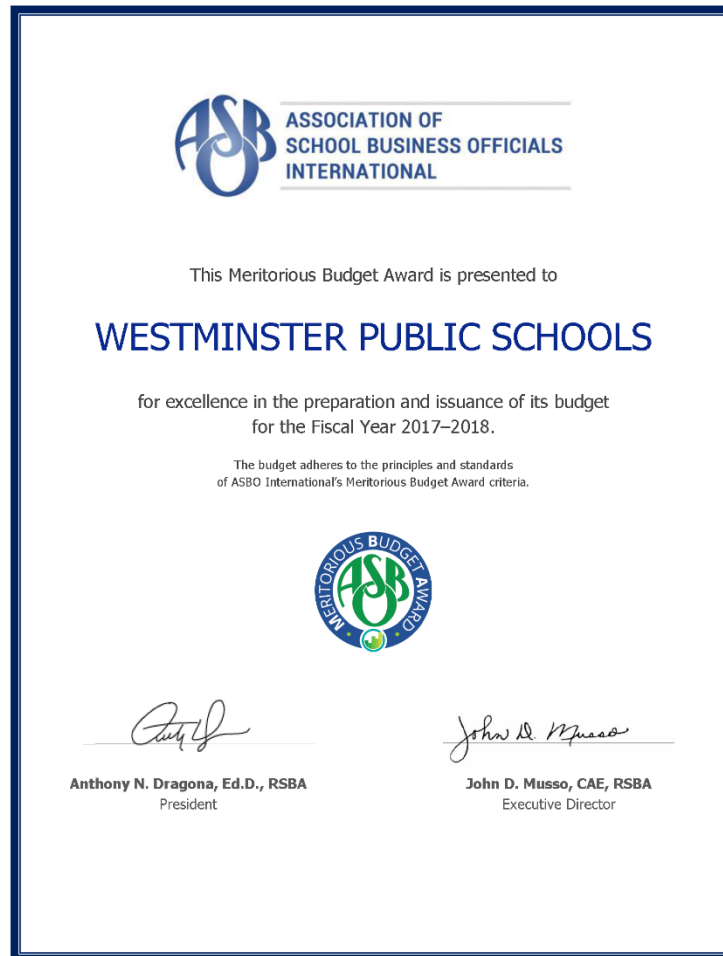 ASBO
ASSOCIATION OF
SCHOOL BUSINESS OFFICIALS
INTERNATIONAL
This Meritorious Budget Award is presented to
WESTMINSTER PUBLIC SCHOOLS
for excellence in the preparation and issuance of its budget
for the Fiscal Year 2017–2018.
The budget adheres to the principles and standards
of ASBO International's Meritorious Budget Award criteria.
MERITORIOUS BUDGET AWARD
ASBO
John D. Musso
Anthony N. Dragona, Ed.D., RSBA
John D. Musso, CAE, RSBA
President
Executive Director